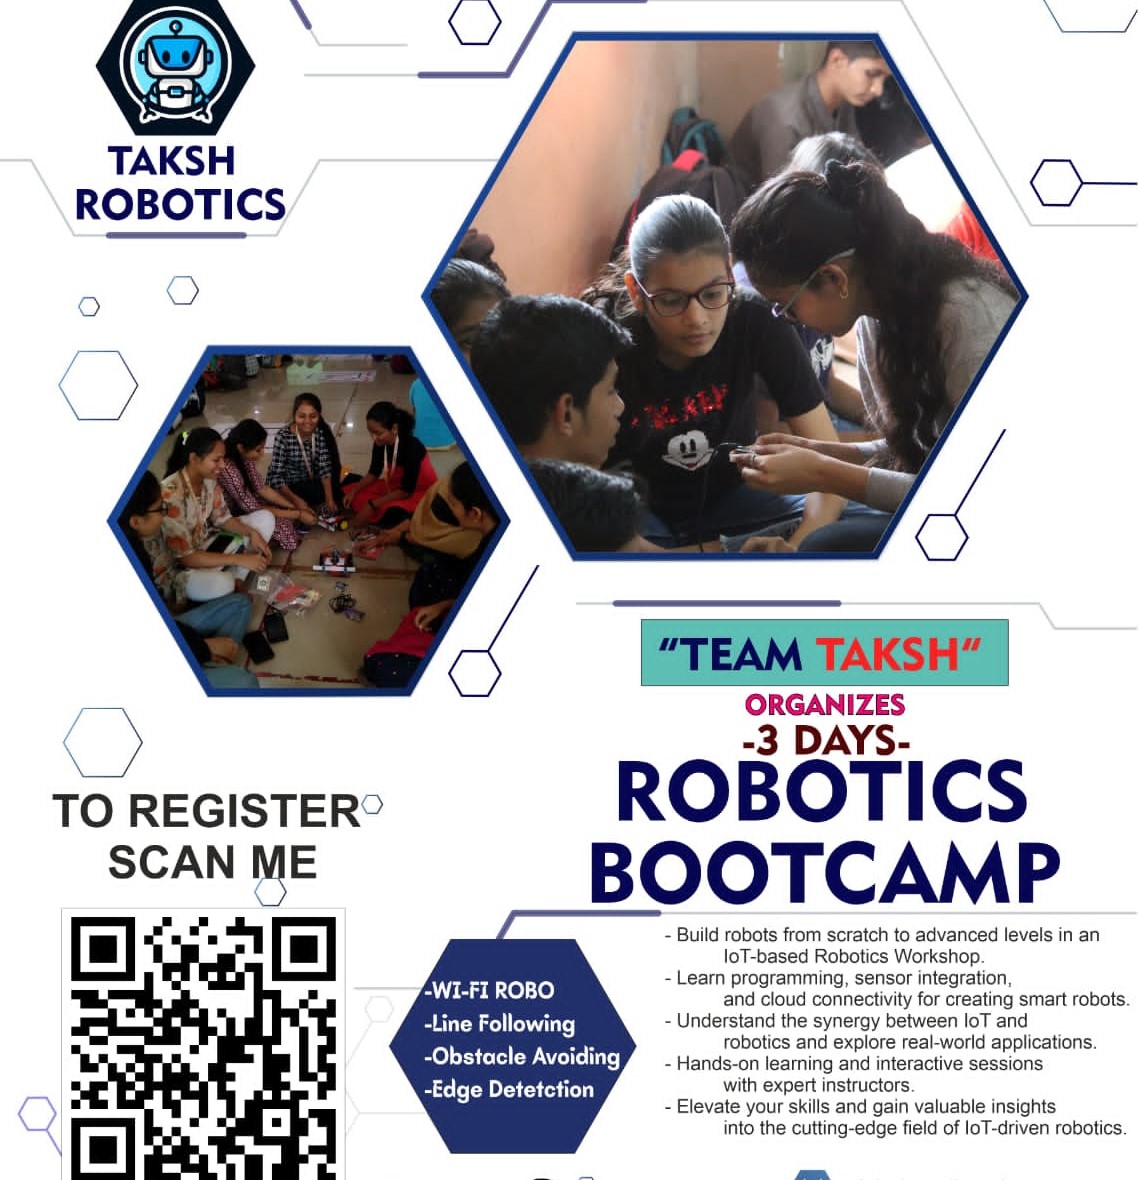 TAKSH
ROBOTICS
"TEAM TAKSH"
ORGANIZES
-3 DAYS-
ROBOTICS
BOOTCAMP
TO REGISTER
SCAN ME
-WI-FI ROBO
-Line Following
-Obstacle Avoiding
-Edge Detetction
- Build robots from scratch to advanced levels in an
IoT-based Robotics Workshop.
- Learn programming, sensor integration,
and cloud connectivity for creating smart robots.
- Understand the synergy between IoT and
robotics and explore real-world applications.
- Hands-on learning and interactive sessions
with expert instructors.
- Elevate your skills and gain valuable insights
into the cutting-edge field of IoT-driven robotics.